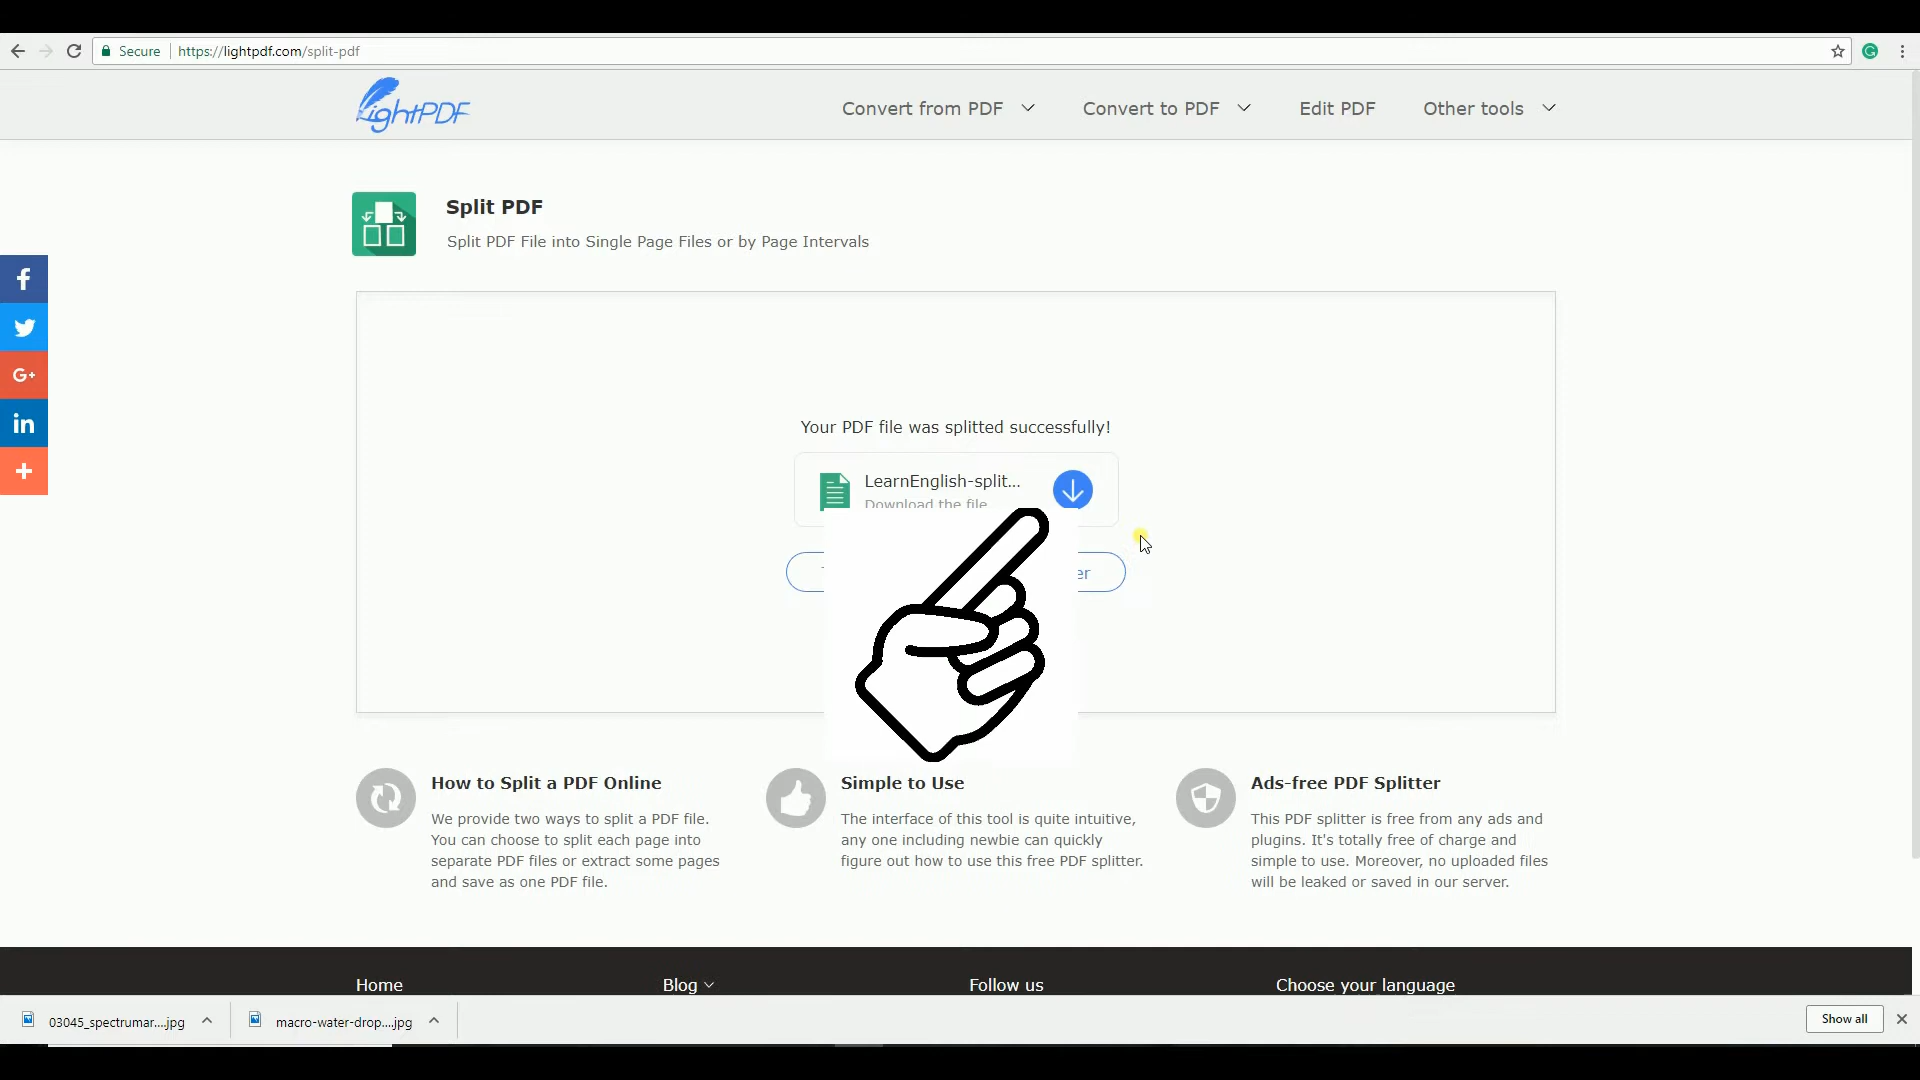 Secure
https://lightpdf.com/split-pdf
LightPDF
Convert from PDF
Convert to PDF
Edit PDF
Other tools
Split PDF
Split PDF File into Single Page Files or by Page Intervals
f
G+
in
Your PDF file was splitted successfully!
LearnEnglish-split...
Download the file
How to Split a PDF Online
We provide two ways to split a PDF file.
You can choose to split each page into
separate PDF files or extract some pages
and save as one PDF file.
Simple to Use
The interface of this tool is quite intuitive,
any one including newbie can quickly
figure out how to use this free PDF splitter.
Ads-free PDF Splitter
This PDF splitter is free from any ads and
plugins. It's totally free of charge and
simple to use. Moreover, no uploaded files
will be leaked or saved in our server.
Home
Blog
Follow us
Choose your language
03045_spectrumar....jpg
macro-water-drop....jpg
Show all